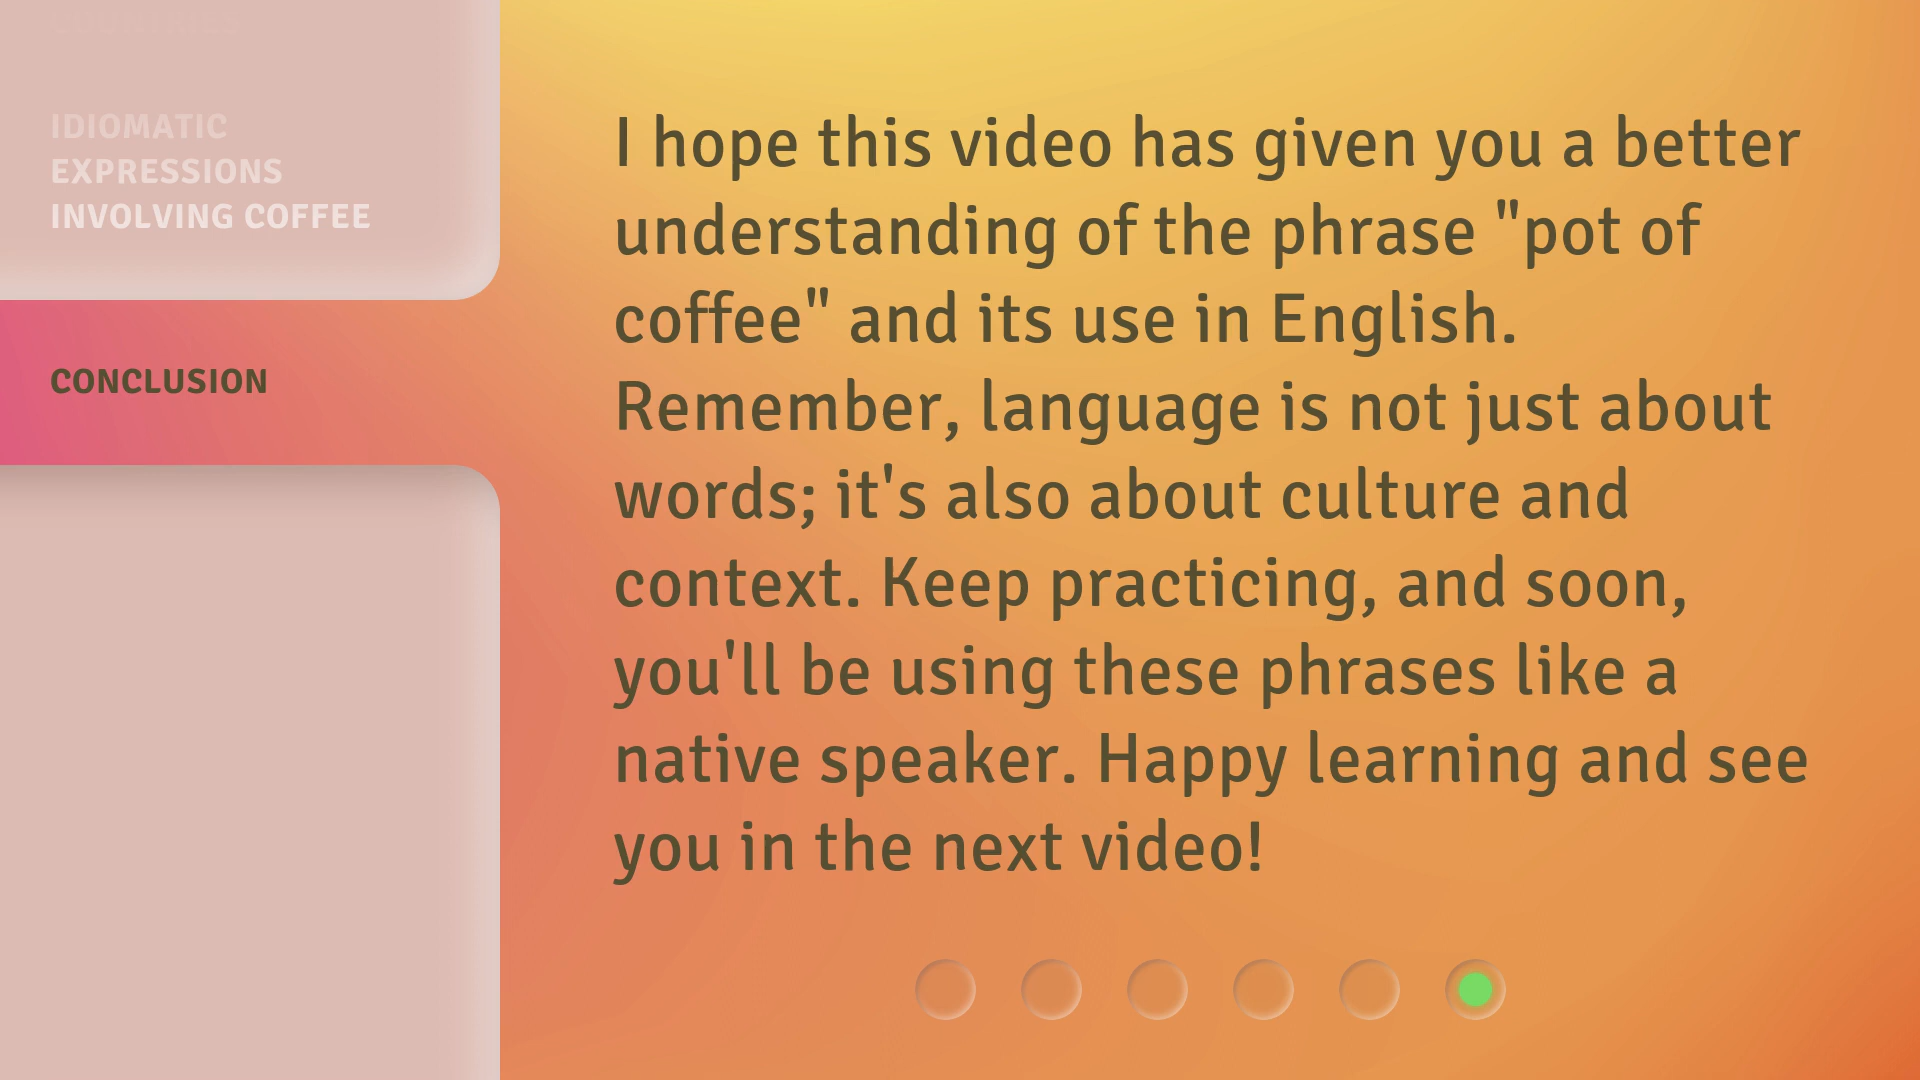 IDIOMATIC
EXPRESSIONS
INVOLVING COFFEE
CONCLUSION
I hope this video has given you a better
understanding of the phrase "pot of
coffee" and its use in English.
Remember, language is not just about
words; it's also about culture and
context. Keep practicing, and soon,
you'll be using these phrases like a
native speaker. Happy learning and see
you in the next video!